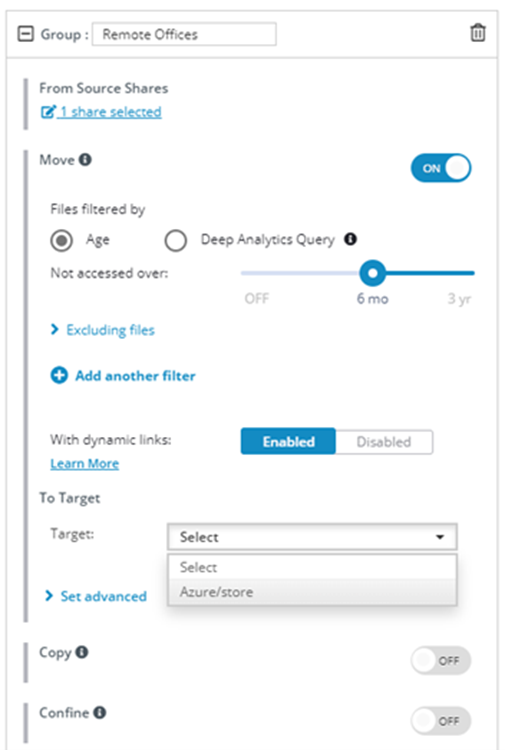 Group : Remote Offices
From Source Shares
1 share selected
Move
ON
Files filtered by
Age Deep Analytics Query
Not accessed over:
OFF 6 mo 3 yr
Excluding files
Add another filter
With dynamic links: Enabled Disabled
Learn More
To Target
Target: Select
Select
Azure/store
Set advanced
Copy
OFF
Confine
OFF